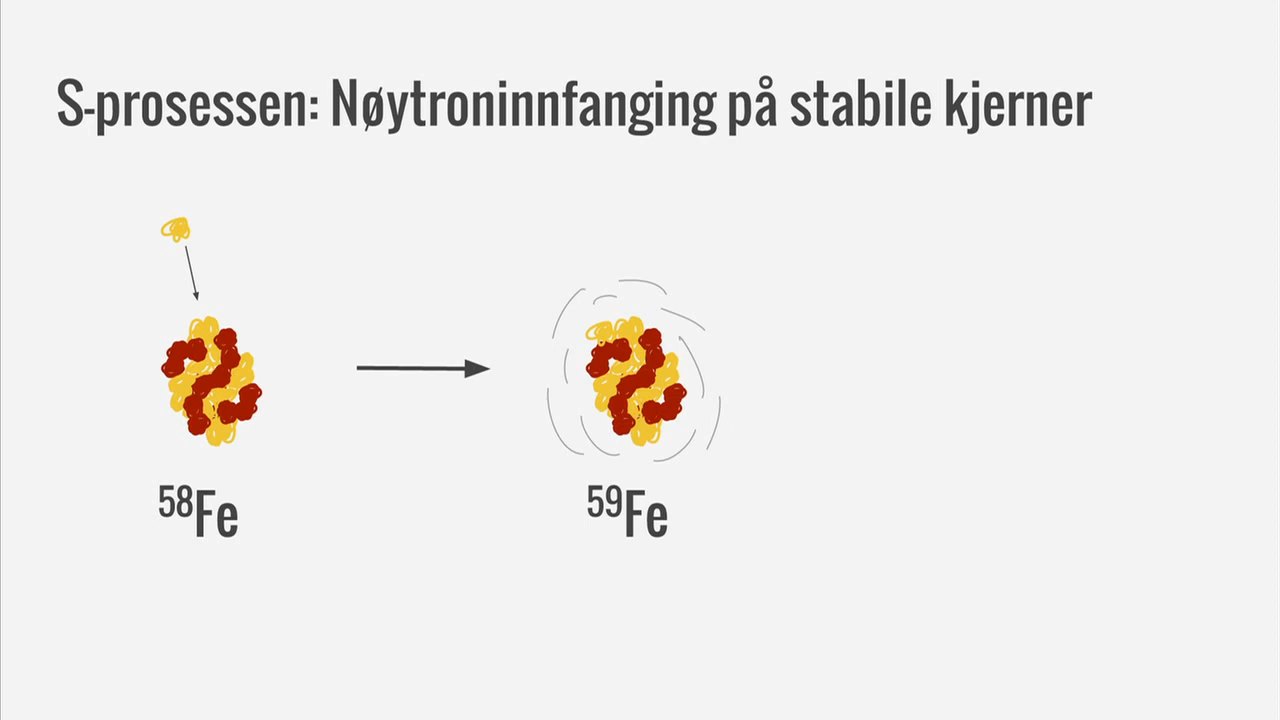 S-prosessen: Nøytroninnfanging på stabile kjerner
⁵⁸Fe
⁵⁹Fe